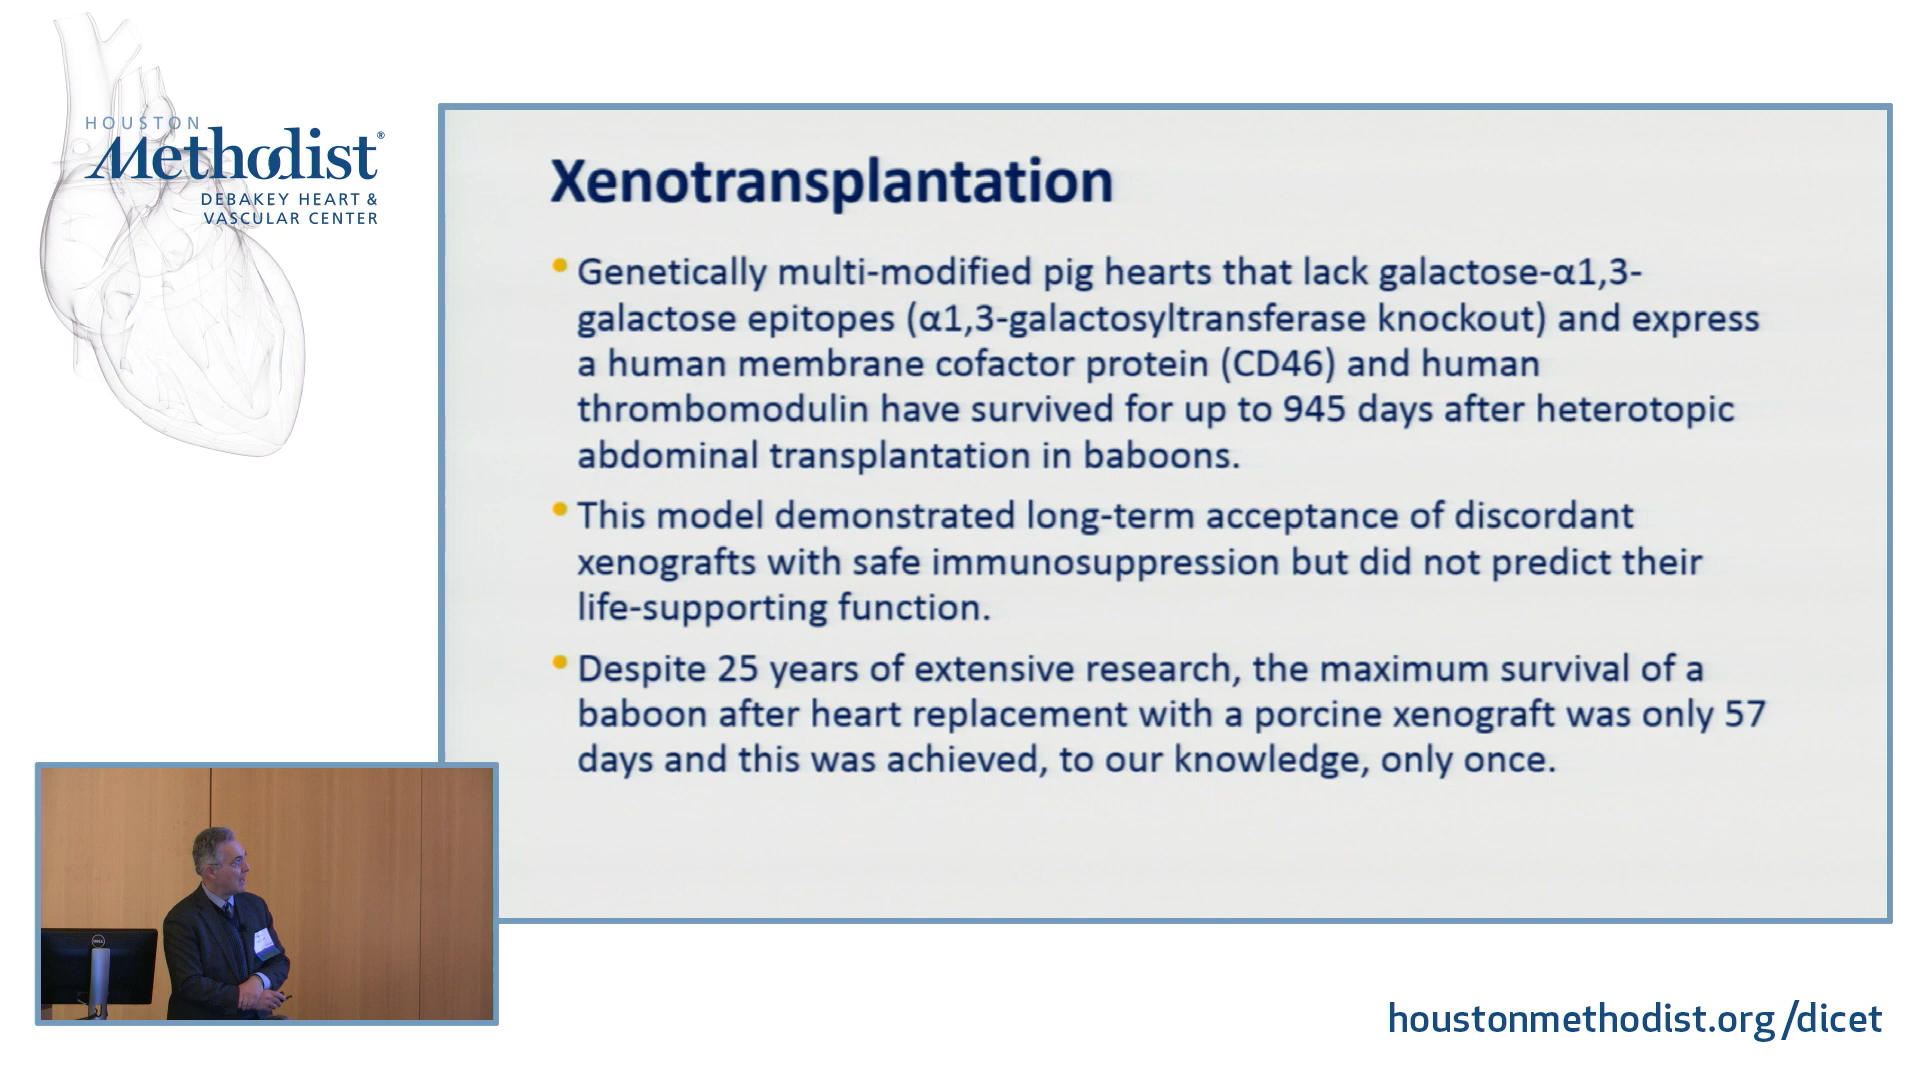 HOUSTON
Methodist®
DEBAKEY HEART &
VASCULAR CENTER
Xenotransplantation
• Genetically multi-modified pig hearts that lack galactose-α1,3-
galactose epitopes (α1,3-galactosyltransferase knockout) and express
a human membrane cofactor protein (CD46) and human
thrombomodulin have survived for up to 945 days after heterotopic
abdominal transplantation in baboons.
• This model demonstrated long-term acceptance of discordant
xenografts with safe immunosuppression but did not predict their
life-supporting function.
• Despite 25 years of extensive research, the maximum survival of a
baboon after heart replacement with a porcine xenograft was only 57
days and this was achieved, to our knowledge, only once.
DELL
houstonmethodist.org/dicet